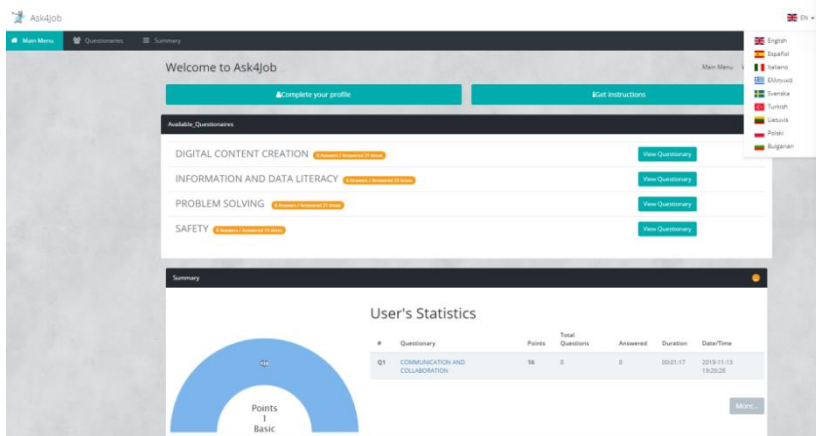 Ask4Job
EN
Main Menu Questionaires Summary
English
Español
Italiano
Ελληνικά
Svenska
Turkish
Lietuvis
Polski
Bulgarian
Welcome to Ask4Job
Main Menu
Complete your profile
Get instructions
Available_Questionaires
DIGITAL CONTENT CREATION
View Questionary
INFORMATION AND DATA LITERACY
View Questionary
PROBLEM SOLVING
View Questionary
SAFETY
View Questionary
Summary
User's Statistics
# Questionary Points Total Questions Answered Duration Date/Time
Q1 COMMUNICATION AND COLLABORATION 16 0 0 00:01:17 2019-11-13 19:20:28
More...
Points
1
Basic